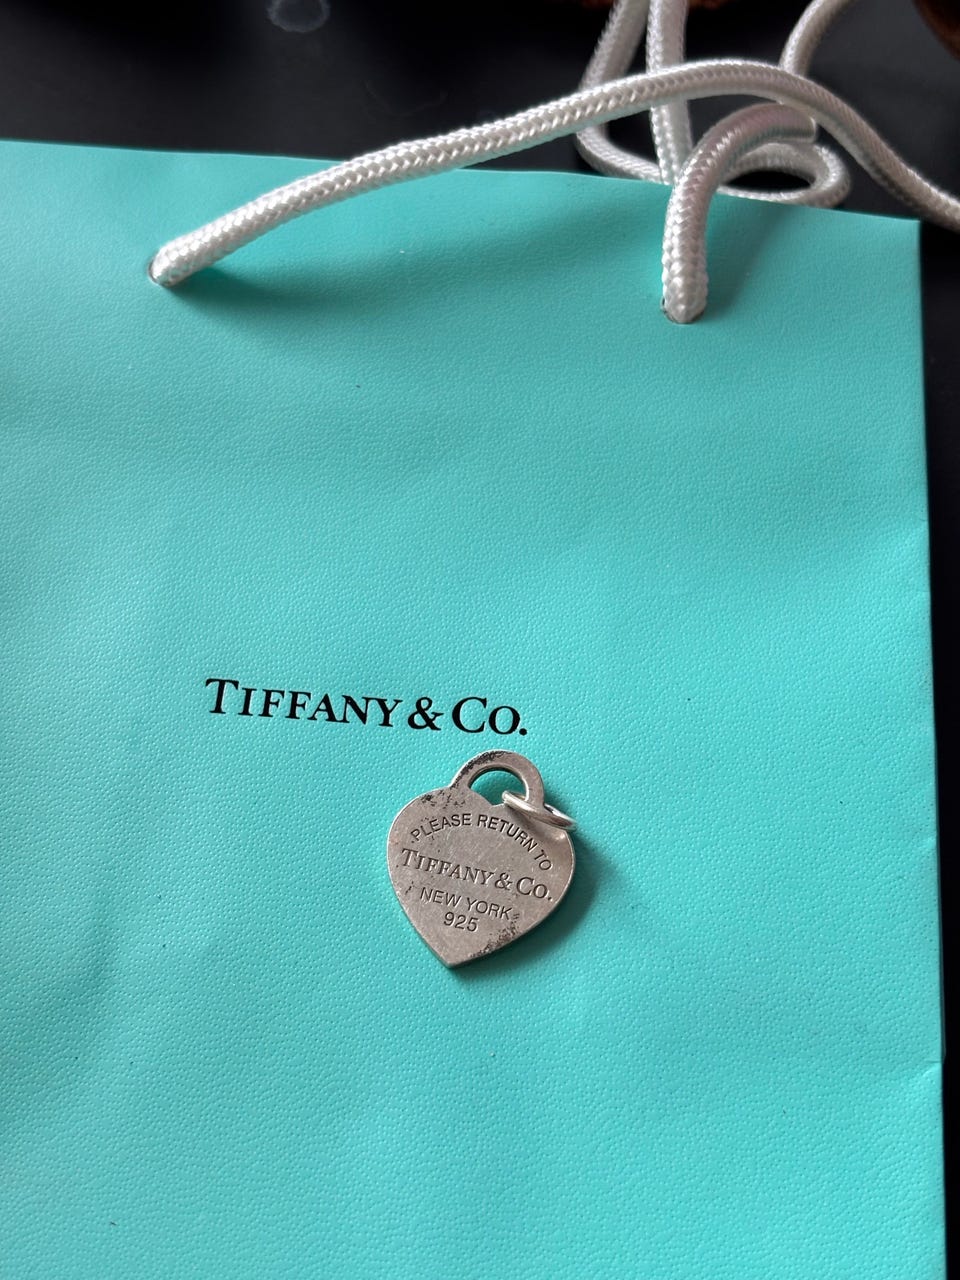 TIFFANY & CO.
PLEASE RETURN TO
TIFFANY & CO.
NEW YORK
925